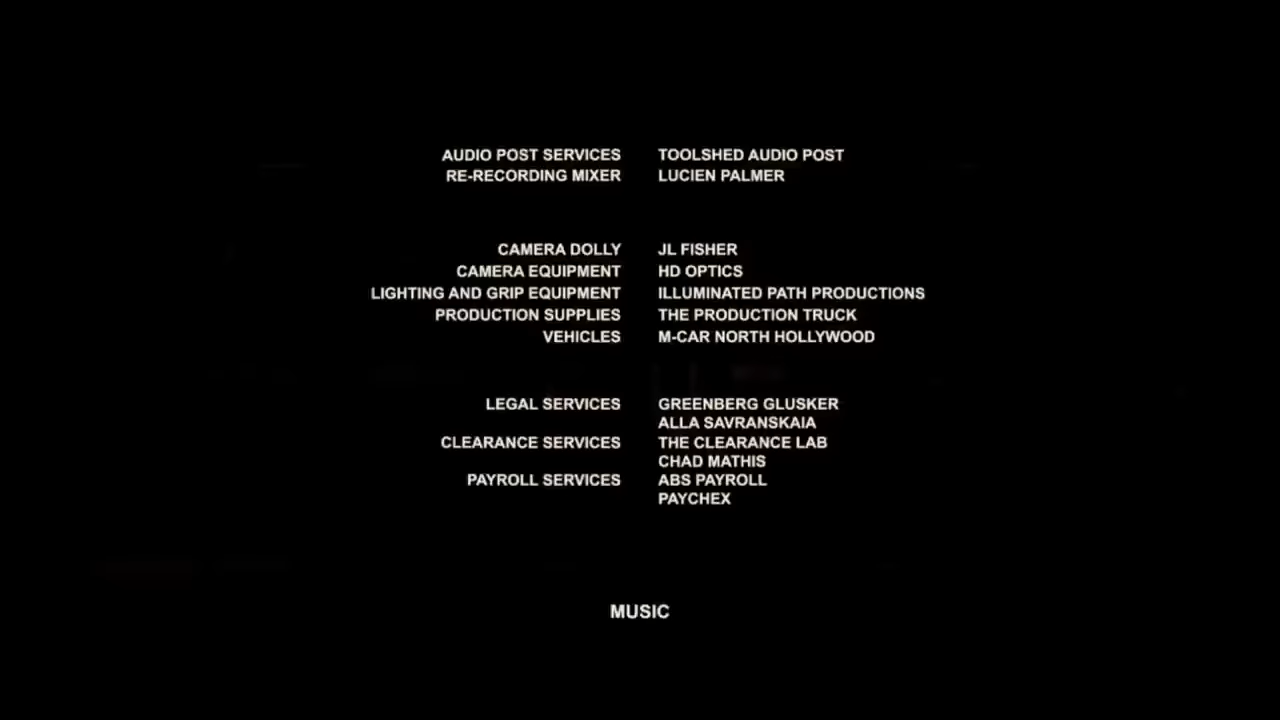 AUDIO POST SERVICES TOOLSHED AUDIO POST
RE-RECORDING MIXER LUCIEN PALMER
CAMERA DOLLY JL FISHER
CAMERA EQUIPMENT HD OPTICS
LIGHTING AND GRIP EQUIPMENT ILLUMINATED PATH PRODUCTIONS
PRODUCTION SUPPLIES THE PRODUCTION TRUCK
VEHICLES M-CAR NORTH HOLLYWOOD
LEGAL SERVICES GREENBERG GLUSKER
ALLA SAVRANSKAIA
CLEARANCE SERVICES THE CLEARANCE LAB
CHAD MATHIS
PAYROLL SERVICES ABS PAYROLL
PAYCHEX
MUSIC